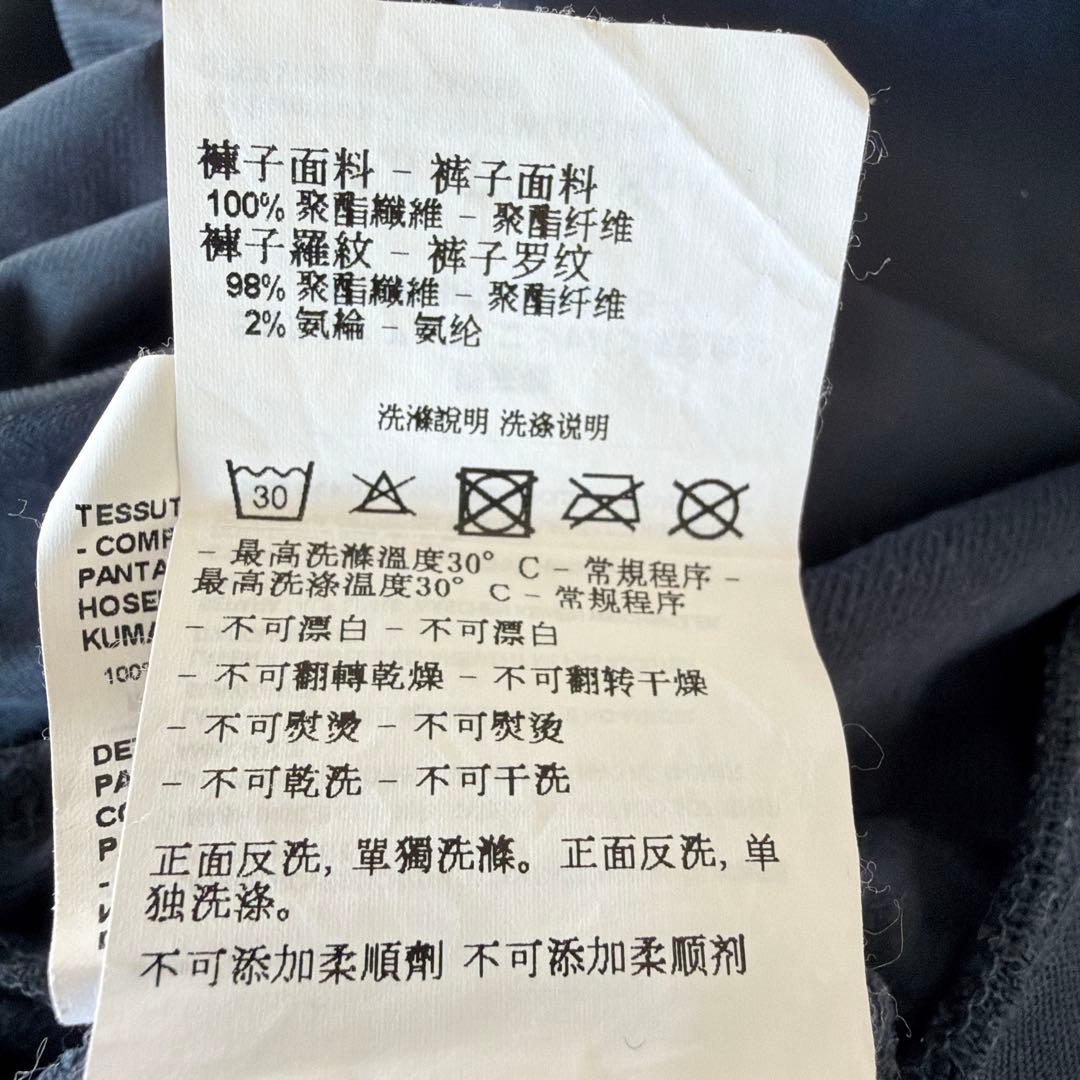 褲子面料 - 裤子面料
100% 聚酯纖維 - 聚酯纤维
褲子羅紋 - 裤子罗纹
98% 聚酯纖維 - 聚酯纤维
2% 氨綸 - 氨纶
洗滌說明 洗涤说明
30
- 最高洗滌溫度30° C - 常規程序 -
最高洗涤温度30° C - 常规程序
- 不可漂白 - 不可漂白
- 不可翻轉乾燥 - 不可翻转干燥
- 不可熨燙 - 不可熨烫
- 不可乾洗 - 不可干洗
正面反洗, 單獨洗滌。 正面反洗, 单
独洗涤。
不可添加柔順劑 不可添加柔顺剂
TESSUT
- COMP
PANTA
HOSE
KUMA
100%
DE
PA
CO
P
-